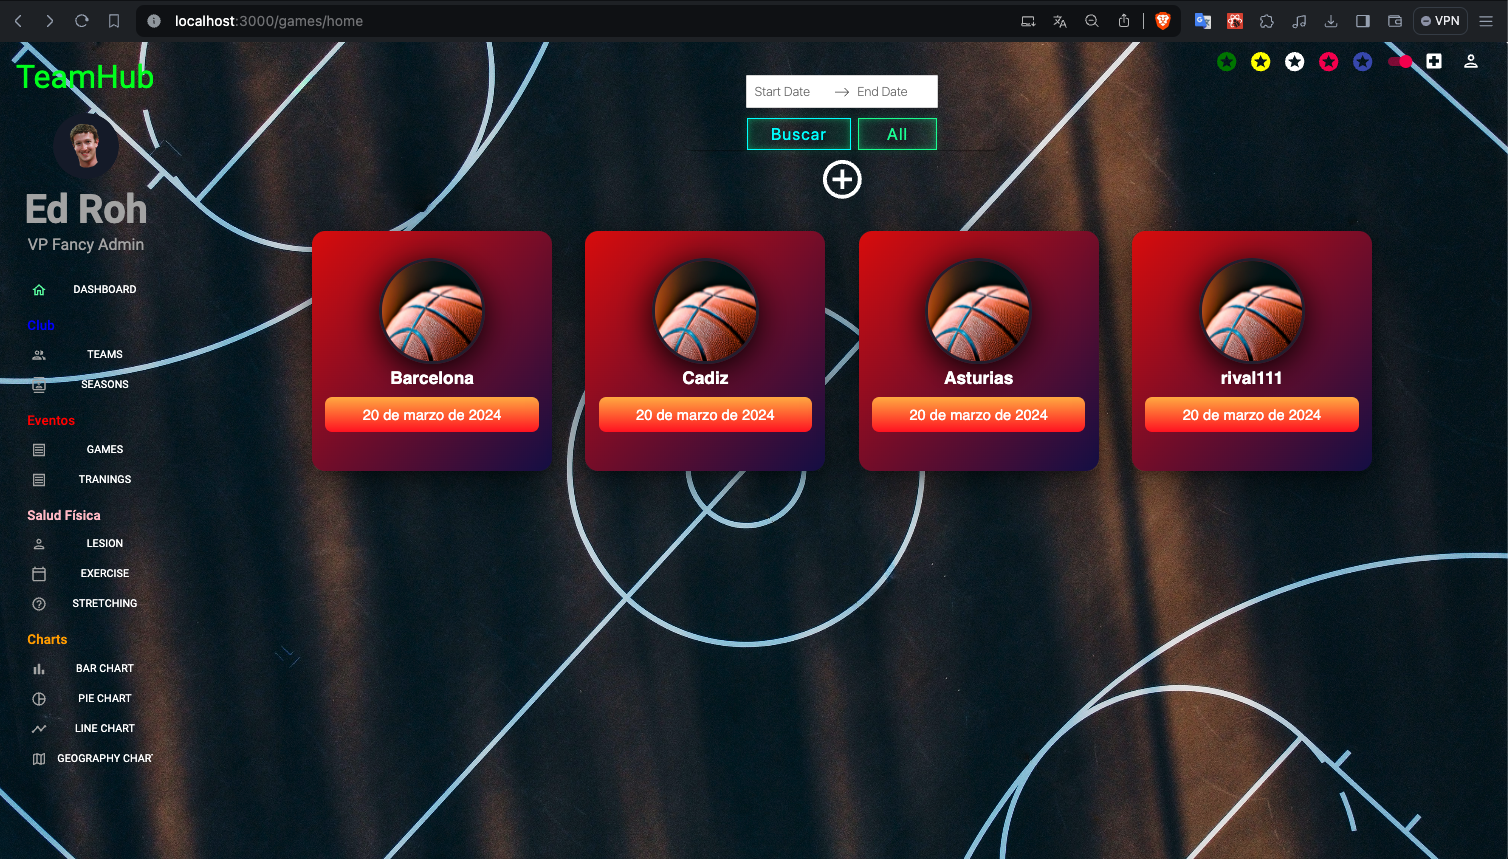 localhost:3000/games/home
VPN
TeamHub
Start Date
End Date
Buscar
All
Ed Roh
VP Fancy Admin
DASHBOARD
Club
TEAMS
SEASONS
Eventos
GAMES
TRANINGS
Salud Física
LESION
EXERCISE
STRETCHING
Charts
BAR CHART
PIE CHART
LINE CHART
GEOGRAPHY CHAR
Barcelona
20 de marzo de 2024
Cadiz
20 de marzo de 2024
Asturias
20 de marzo de 2024
rival111
20 de marzo de 2024